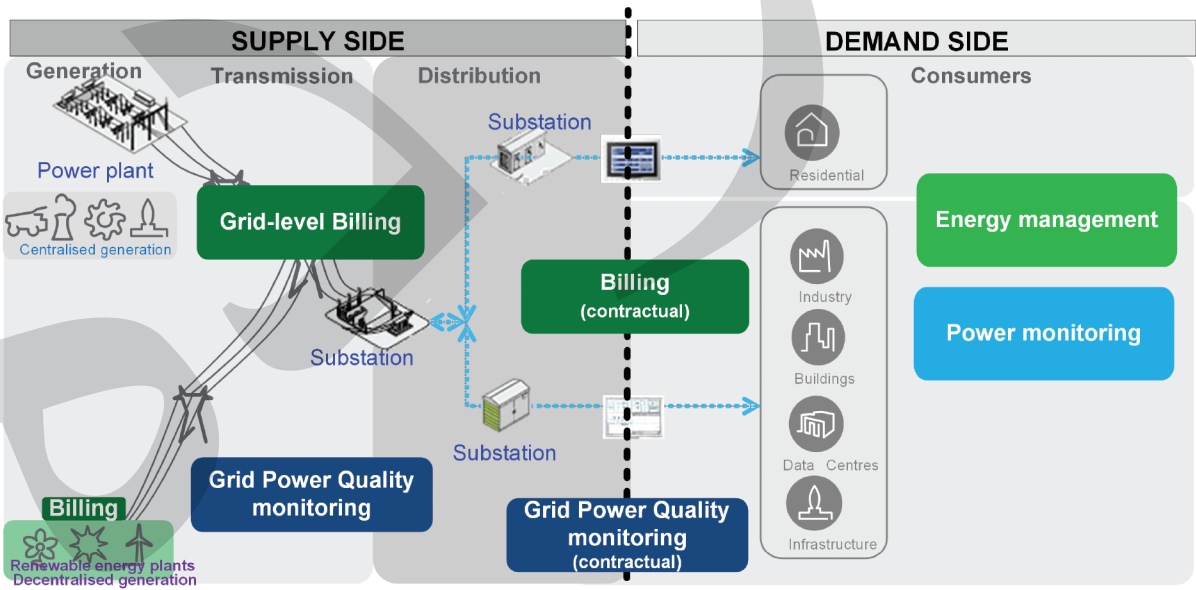 SUPPLY SIDE
DEMAND SIDE
Generation
Transmission
Distribution
Consumers
Substation
Power plant
Residential
Centralised generation
Grid-level Billing
Energy management
Billing
(contractual)
Industry
Power monitoring
Substation
Buildings
Substation
Data Centres
Grid Power Quality
monitoring
Billing
Grid Power Quality
monitoring
(contractual)
Infrastructure
Renewable energy plants
Decentralised generation